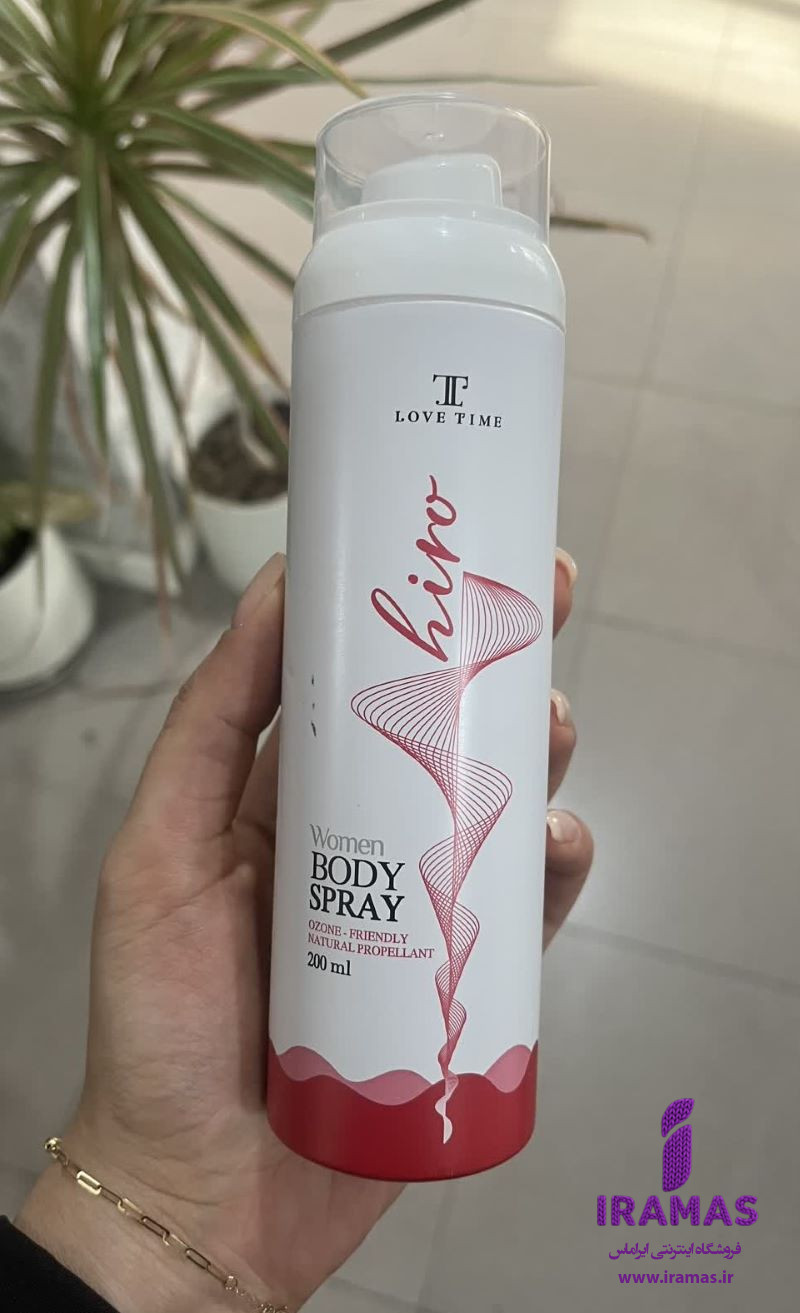 LOVE TIME
hiro
Women
BODY
SPRAY
OZONE - FRIENDLY
NATURAL PROPELLANT
200 ml
IRAMAS
فروشگاه اینترنتی ایراماس
www.iramas.ir